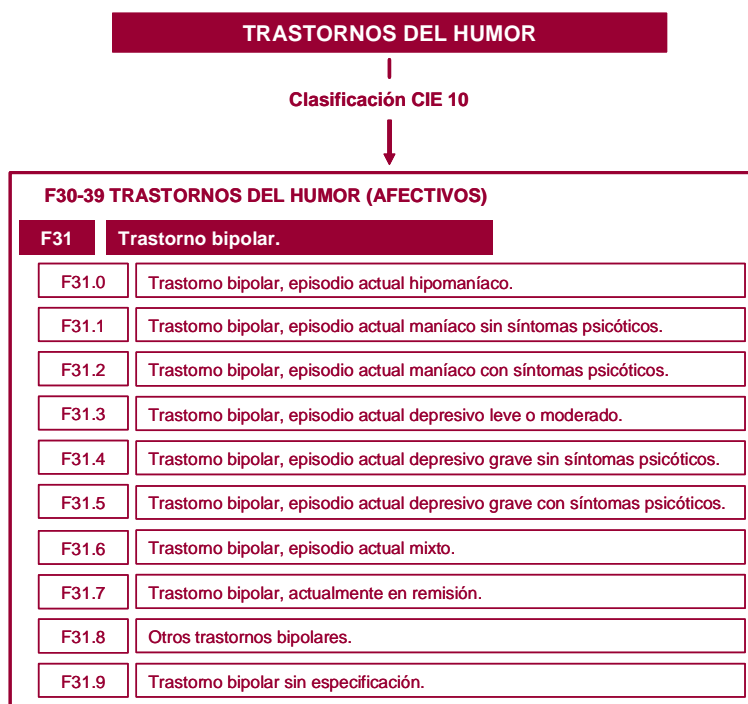 TRASTORNOS DEL HUMOR
Clasificación CIE 10
F30-39 TRASTORNOS DEL HUMOR (AFECTIVOS)
F31 Trastorno bipolar.
F31.0 Trastorno bipolar, episodio actual hipomaníaco.
F31.1 Trastorno bipolar, episodio actual maníaco sin síntomas psicóticos.
F31.2 Trastorno bipolar, episodio actual maníaco con síntomas psicóticos.
F31.3 Trastorno bipolar, episodio actual depresivo leve o moderado.
F31.4 Trastorno bipolar, episodio actual depresivo grave sin síntomas psicóticos.
F31.5 Trastorno bipolar, episodio actual depresivo grave con síntomas psicóticos.
F31.6 Trastorno bipolar, episodio actual mixto.
F31.7 Trastorno bipolar, actualmente en remisión.
F31.8 Otros trastornos bipolares.
F31.9 Trastorno bipolar sin especificación.